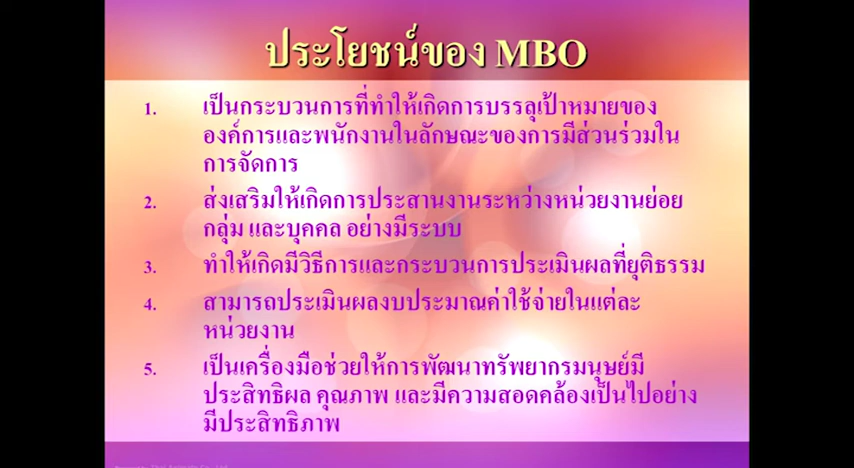 ประโยชน์ของ MBO
1. เป็นกระบวนการที่ทำให้เกิดการบรรลุเป้าหมายของ
องค์การและพนักงานในลักษณะของการมีส่วนร่วมใน
การจัดการ
2. ส่งเสริมให้เกิดการประสานงานระหว่างหน่วยงานย่อย
กลุ่ม และบุคคล อย่างมีระบบ
3. ทำให้เกิดมีวิธีการและกระบวนการประเมินผลที่ยุติธรรม
4. สามารถประเมินผลงบประมาณค่าใช้จ่ายในแต่ละ
หน่วยงาน
5. เป็นเครื่องมือช่วยให้การพัฒนาทรัพยากรมนุษย์มี
ประสิทธิผล คุณภาพ และมีความสอดคล้องเป็นไปอย่าง
มีประสิทธิภาพ